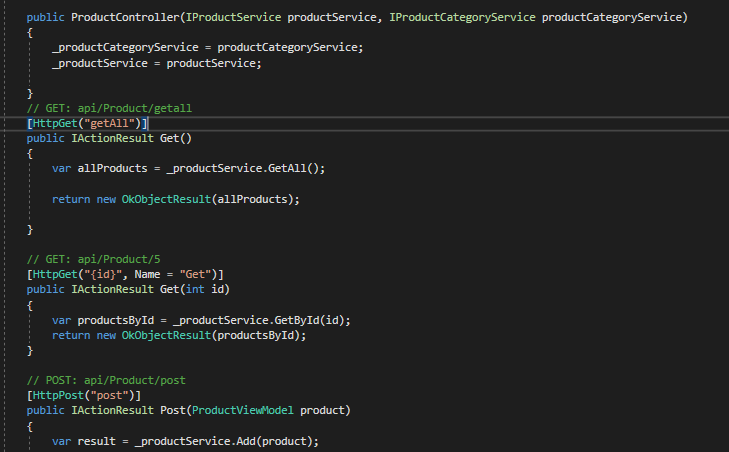 public ProductController(IProductService productService, IProductCategoryService productCategoryService)
{
_productCategoryService = productCategoryService;
_productService = productService;
}
// GET: api/Product/getall
[HttpGet("getAll")]
public IActionResult Get()
{
var allProducts = _productService.GetAll();
return new OkObjectResult(allProducts);
}
// GET: api/Product/5
[HttpGet("{id}", Name = "Get")]
public IActionResult Get(int id)
{
var productsById = _productService.GetById(id);
return new OkObjectResult(productsById);
}
// POST: api/Product/post
[HttpPost("post")]
public IActionResult Post(ProductViewModel product)
{
var result = _productService.Add(product);